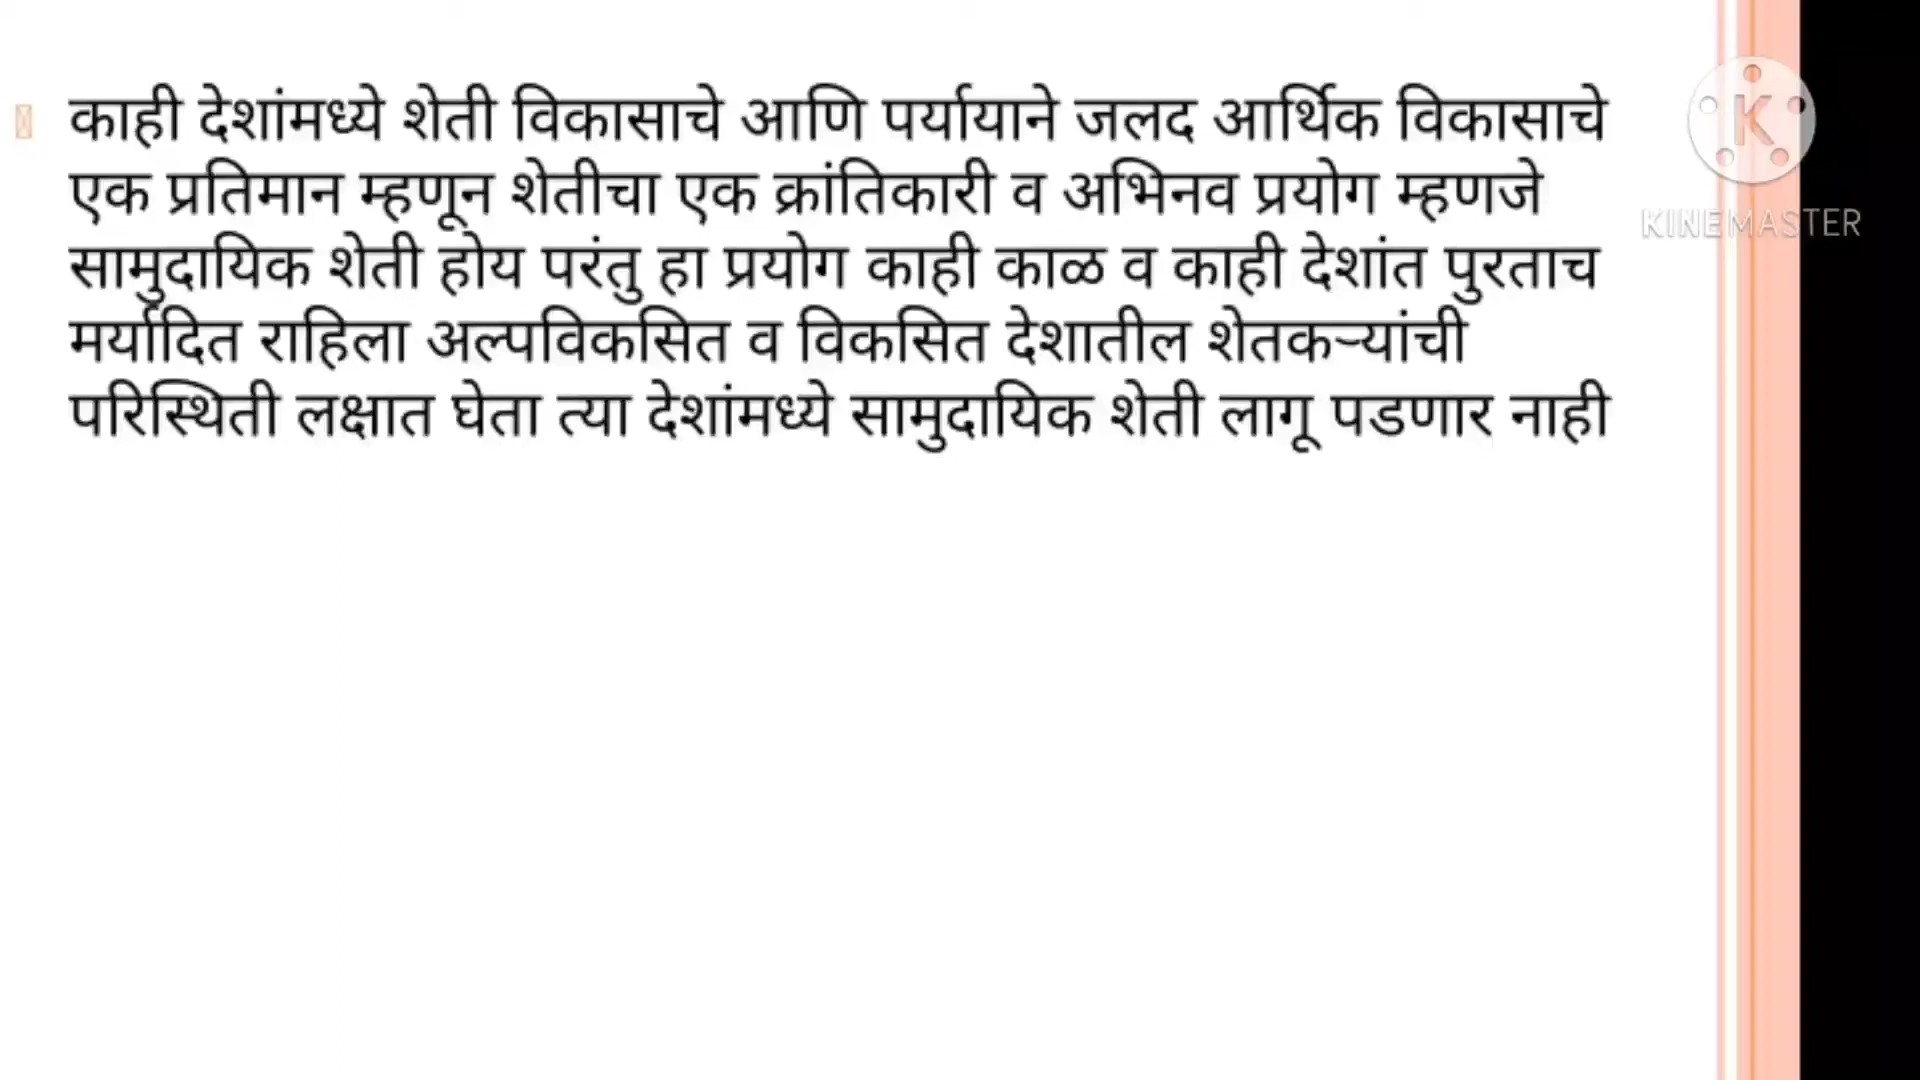 काही देशांमध्ये शेती विकासाचे आणि पर्यायाने जलद आर्थिक विकासाचे
एक प्रतिमान म्हणून शेतीचा एक क्रांतिकारी व अभिनव प्रयोग म्हणजे
सामुदायिक शेती होय परंतु हा प्रयोग काही काळ व काही देशांत पुरताच
मर्यादित राहिला अल्पविकसित व विकसित देशातील शेतकऱ्यांची
परिस्थिती लक्षात घेता त्या देशांमध्ये सामुदायिक शेती लागू पडणार नाही
K
KINEMASTER